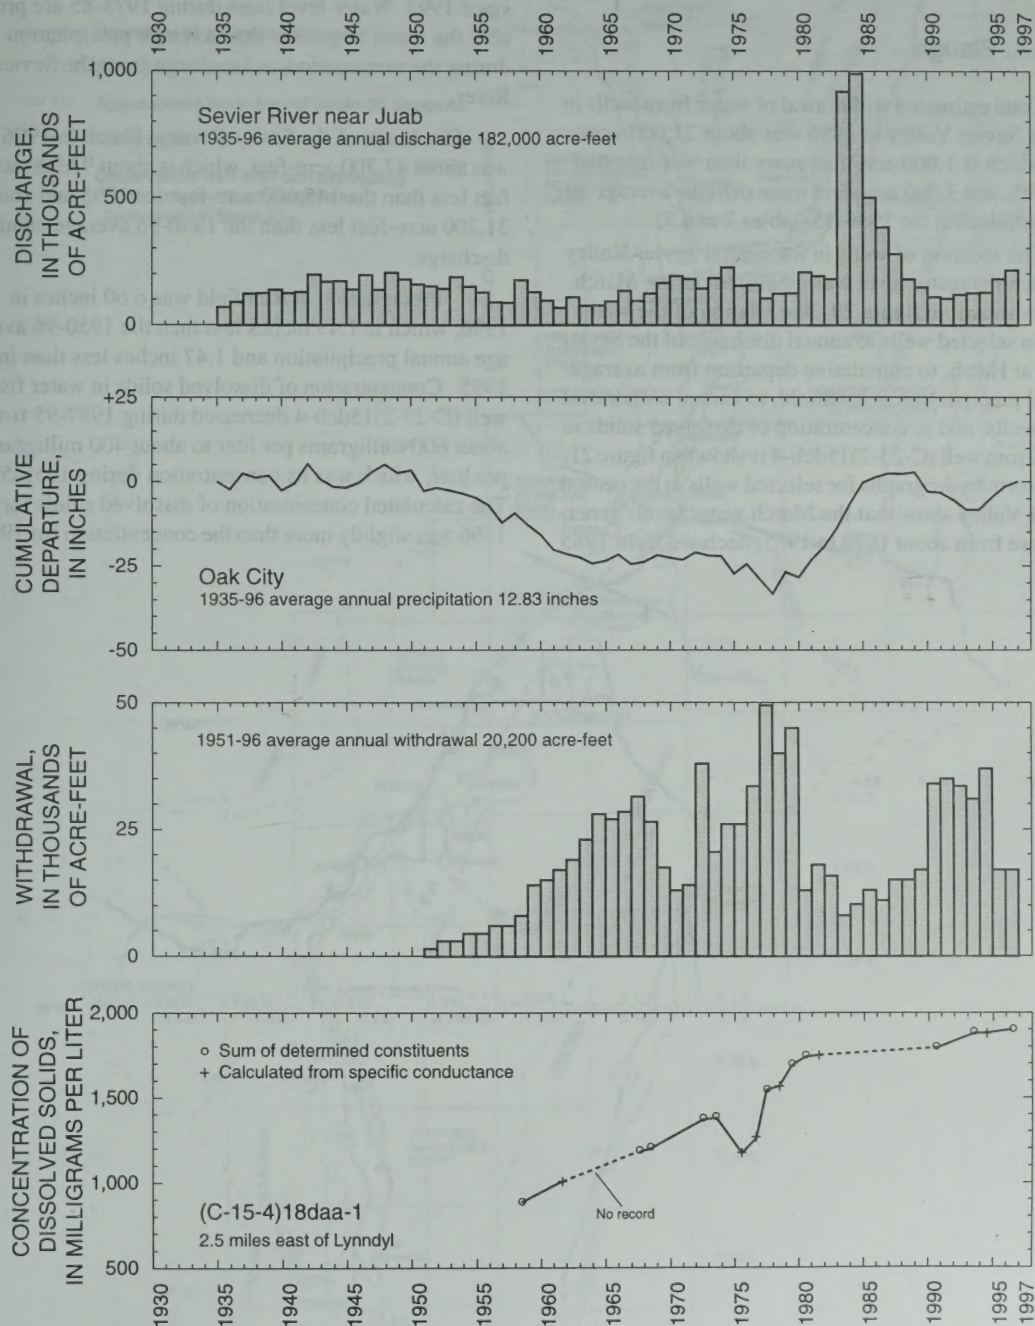 1930 1935 1940 1945 1950 1955 1960 1965 1970 1975 1980 1985 1990 1995 1997
DISCHARGE
IN THOUSANDS
OF ACRE-FEET
1,000
500
0
Sevier River near Juab
1935-96 average annual discharge 182,000 acre-feet
CUMULATIVE
DEPARTURE,
IN INCHES
+25
0
-25
-50
Oak City
1935-96 average annual precipitation 12.83 inches
WITHDRAWAL,
IN THOUSANDS
OF ACRE-FEET
50
25
0
1951-96 average annual withdrawal 20,200 acre-feet
CONCENTRATION OF
DISSOLVED SOLIDS,
IN MILLIGRAMS PER LITER
2,000
1,500
1,000
500
o Sum of determined constituents
+ Calculated from specific conductance
No record
(C-15-4)18daa-1
2.5 miles east of Lynndyl
1930 1935 1940 1945 1950 1955 1960 1965 1970 1975 1980 1985 1990 1995 1997